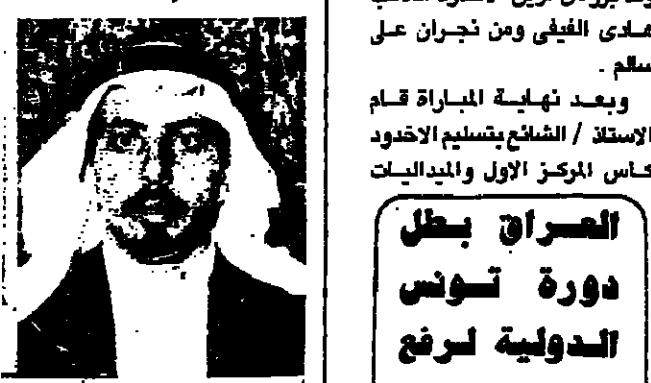 هادى الفيفى ومن نجران على
سالم .
وبعد نهاية المباراة قام
الاستاذ / الشائع بتسليم الاخدود
كأس المركز الاول والميداليات
العراق بطل
دورة تونس
الدولية لرفع